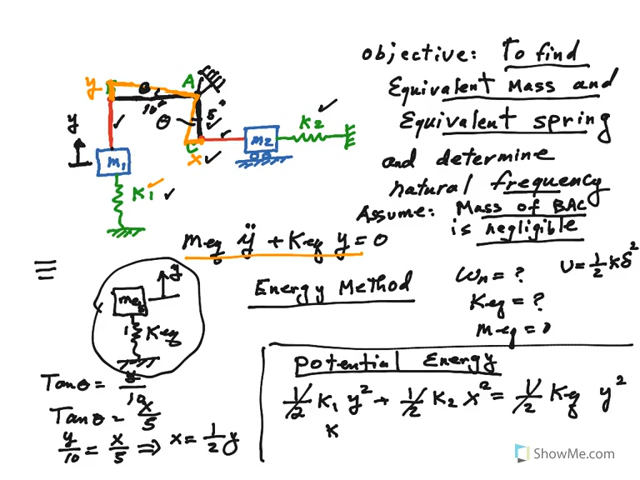 objective: To find
Equivalent Mass and
Equivalent spring
and determine
natural frequency
Assume: Mass of BAC
is negligible
y
θ
A
10"
5"
θ
C
x
y
m1
K1
m2
K2
meq ÿ + Keq y = 0
≡
y
meq
Keq
Energy Method
ωn = ?
Keq = ?
meq = ?
U = 1/2 k δ²
Tanθ = y/10
Tanθ = x/5
y/10 = x/5 ⇒ x = 1/2 y
Potential Energy
1/2 K1 y² + 1/2 K2 x² = 1/2 Keq y²
K
ShowMe.com